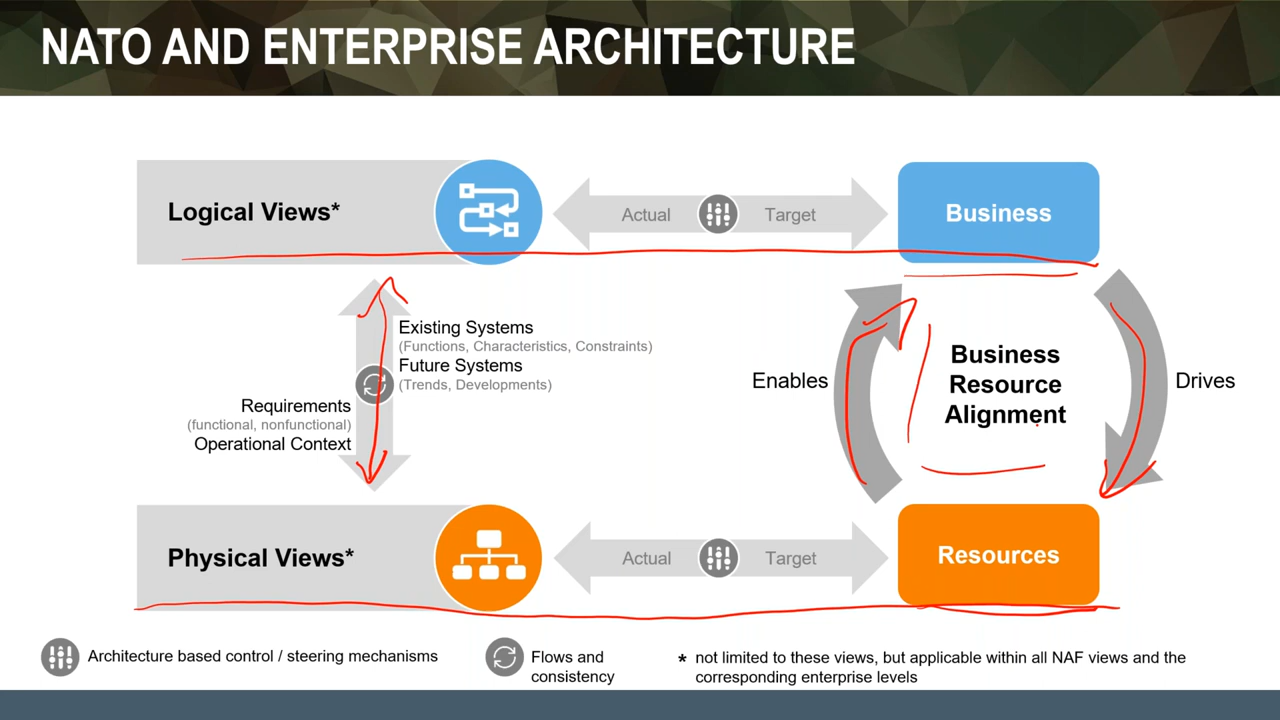 NATO AND ENTERPRISE ARCHITECTURE
Logical Views*
Actual
Target
Business
Existing Systems
(Functions, Characteristics, Constraints)
Future Systems
(Trends, Developments)
Requirements
(functional, nonfunctional)
Operational Context
Enables
Business
Resource
Alignment
Drives
Physical Views*
Actual
Target
Resources
Architecture based control / steering mechanisms
Flows and
consistency
* not limited to these views, but applicable within all NAF views and the
corresponding enterprise levels